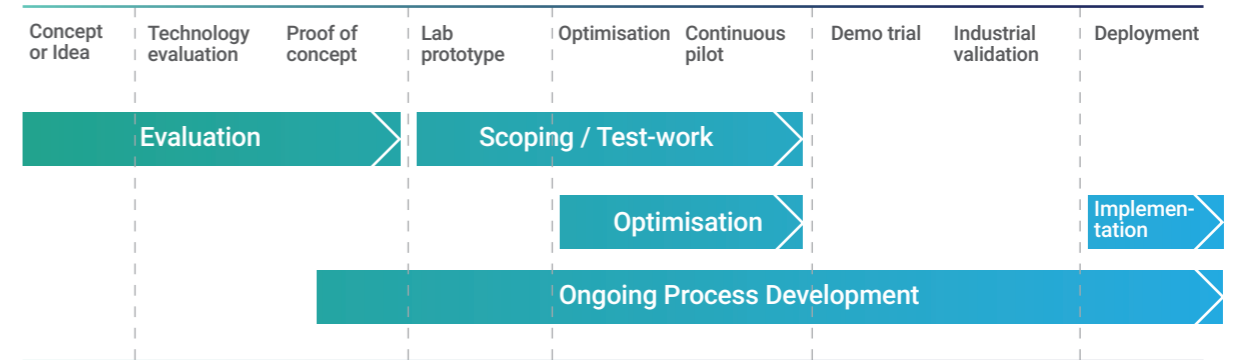 Concept
or Idea
Technology
evaluation
Proof of
concept
Lab
prototype
Optimisation
Continuous
pilot
Demo trial
Industrial
validation
Deployment
Evaluation
Scoping / Test-work
Optimisation
Implemen-
tation
Ongoing Process Development